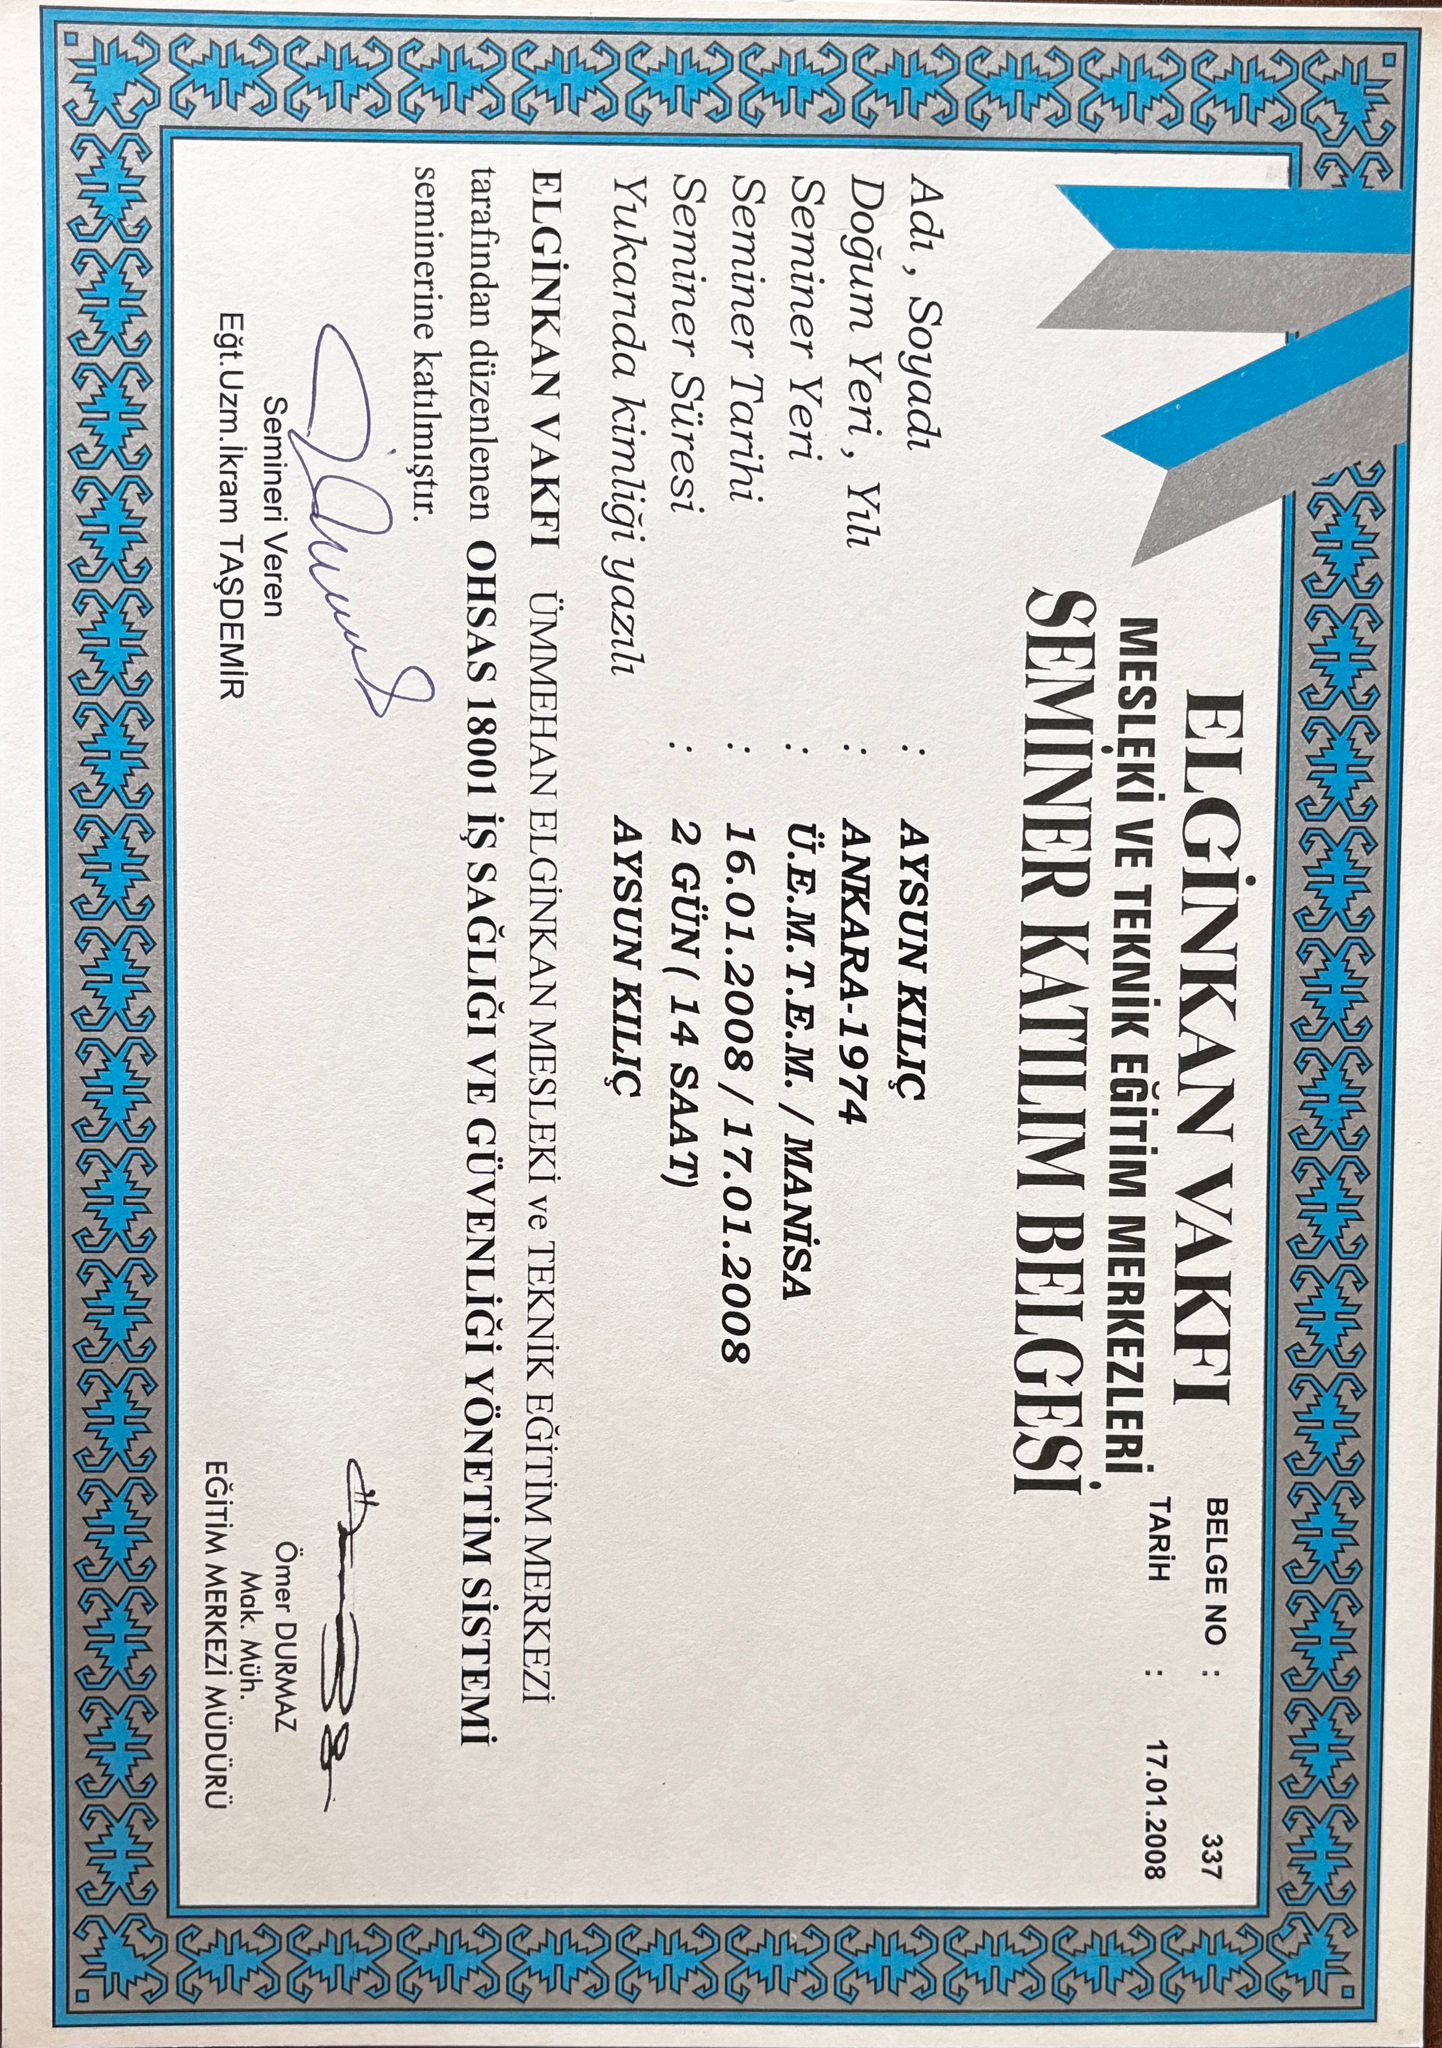 ELGİNKAN VAKFI
MESLEKİ VE TEKNİK EĞİTİM MERKEZLERİ
SEMİNER KATILIM BELGESİ
BELGE NO : 337
TARİH : 17.01.2008
Adı , Soyadı : AYSUN KILIÇ
Doğum Yeri , Yılı : ANKARA-1974
Seminer Yeri : Ü.E.M.T.E.M. / MANİSA
Seminer Tarihi : 16.01.2008 / 17.01.2008
Seminer Süresi : 2 GÜN ( 14 SAAT)
Yukarıda kimliği yazılı AYSUN KILIÇ
ELGİNKAN VAKFI ÜMMEHAN ELGİNKAN MESLEKİ ve TEKNİK EĞİTİM MERKEZİ
tarafından düzenlenen OHSAS 18001 İŞ SAĞLIĞI VE GÜVENLİĞİ YÖNETİM SİSTEMİ
seminerine katılmıştır.
Semineri Veren
Eğt.Uzm.İkram TAŞDEMİR
Ömer DURMAZ
Mak. Müh.
EĞİTİM MERKEZİ MÜDÜRÜ